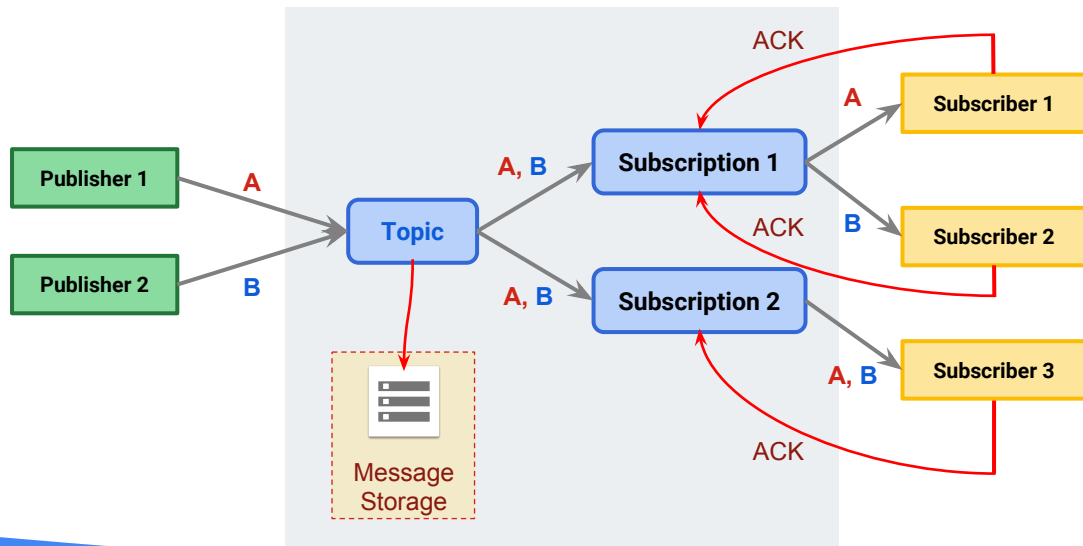 ACK
A
Subscriber 1
Publisher 1
A
A, B
Subscription 1
Topic
ACK
B
Subscriber 2
Publisher 2
B
A, B
Subscription 2
A, B
Subscriber 3
Message
Storage
ACK